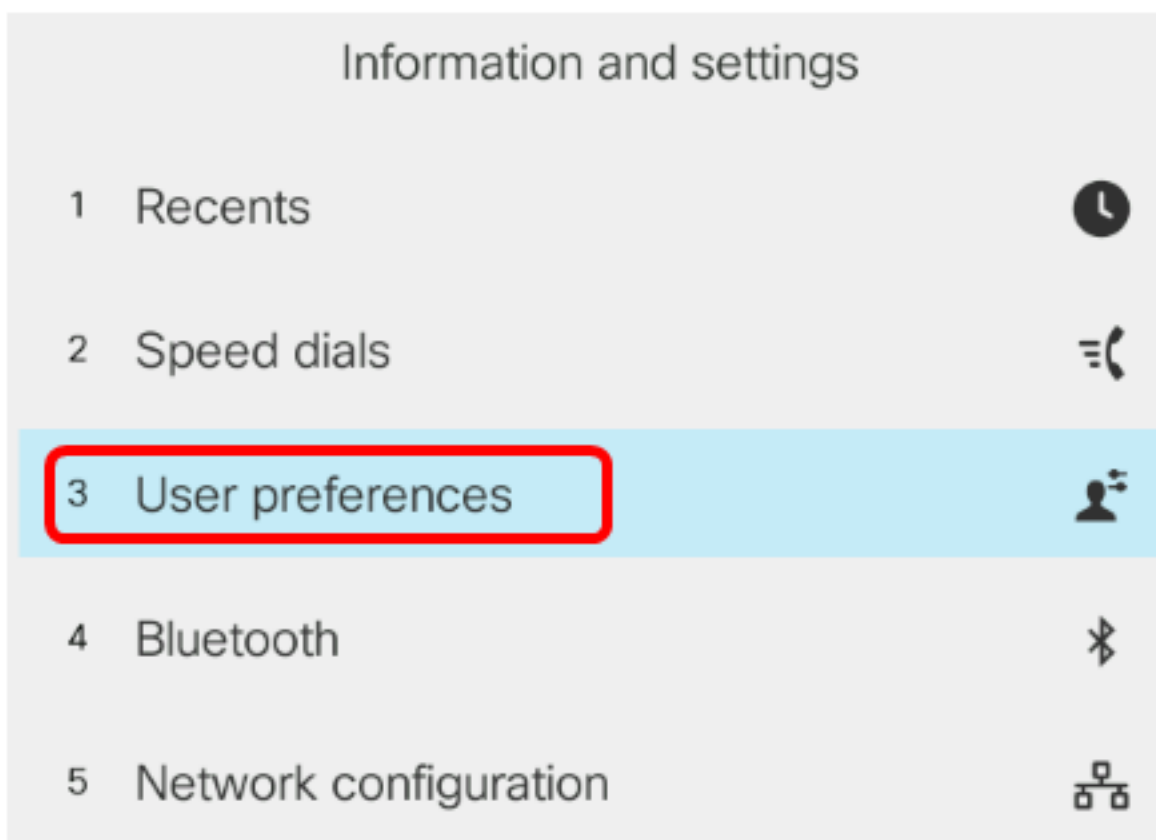 Information and settings
1 Recents
2 Speed dials
3 User preferences
4 Bluetooth
5 Network configuration